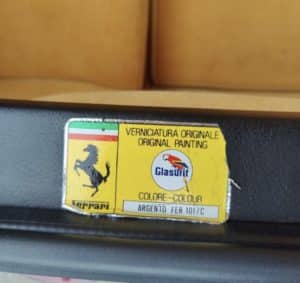 VERNICIATURA ORIGINALE
ORIGINAL PAINTING
Glasurit
COLORE - COLOUR
ARGENTO FER 101/C
Ferrari